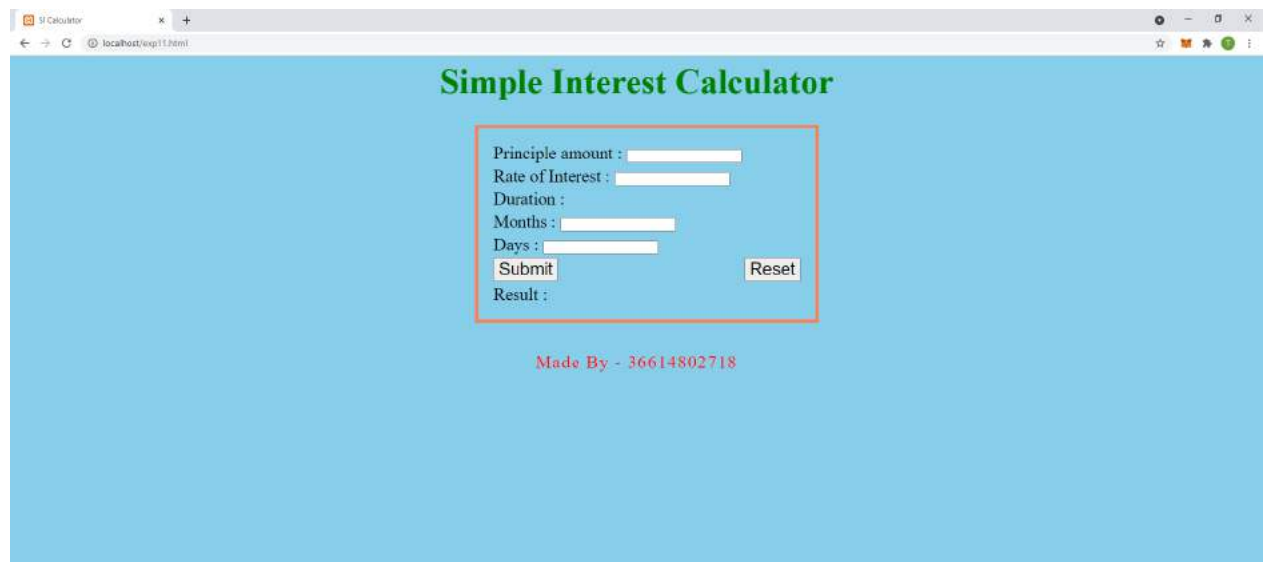 SI Calculator
localhost/exp11.html
Simple Interest Calculator
Principle amount :
Rate of Interest :
Duration :
Months :
Days :
Submit Reset
Result :
Made By - 36614802718